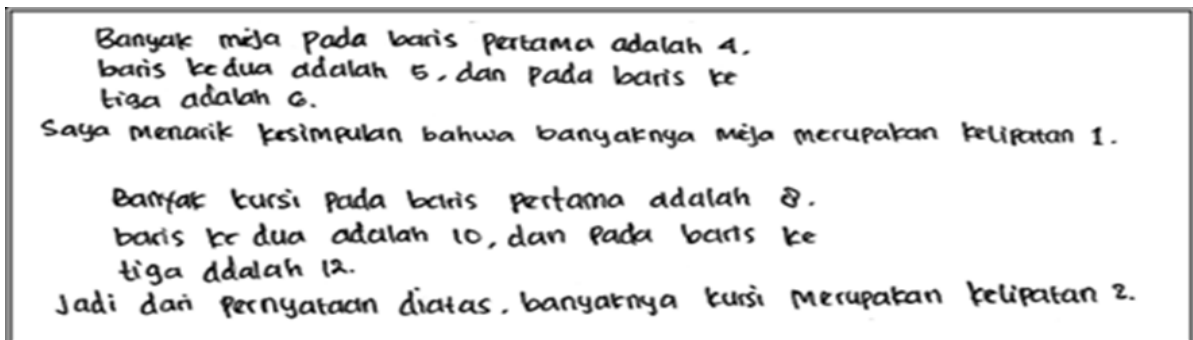 Banyak meja pada baris pertama adalah 4.
baris kedua adalah 5, dan pada baris ke
tiga adalah 6.
Saya menarik kesimpulan bahwa banyaknya meja merupakan kelipatan 1.
Banyak kursi pada baris pertama adalah 8.
baris ke dua adalah 10, dan pada baris ke
tiga adalah 12.
Jadi dari pernyataan diatas, banyaknya kursi merupakan kelipatan 2.